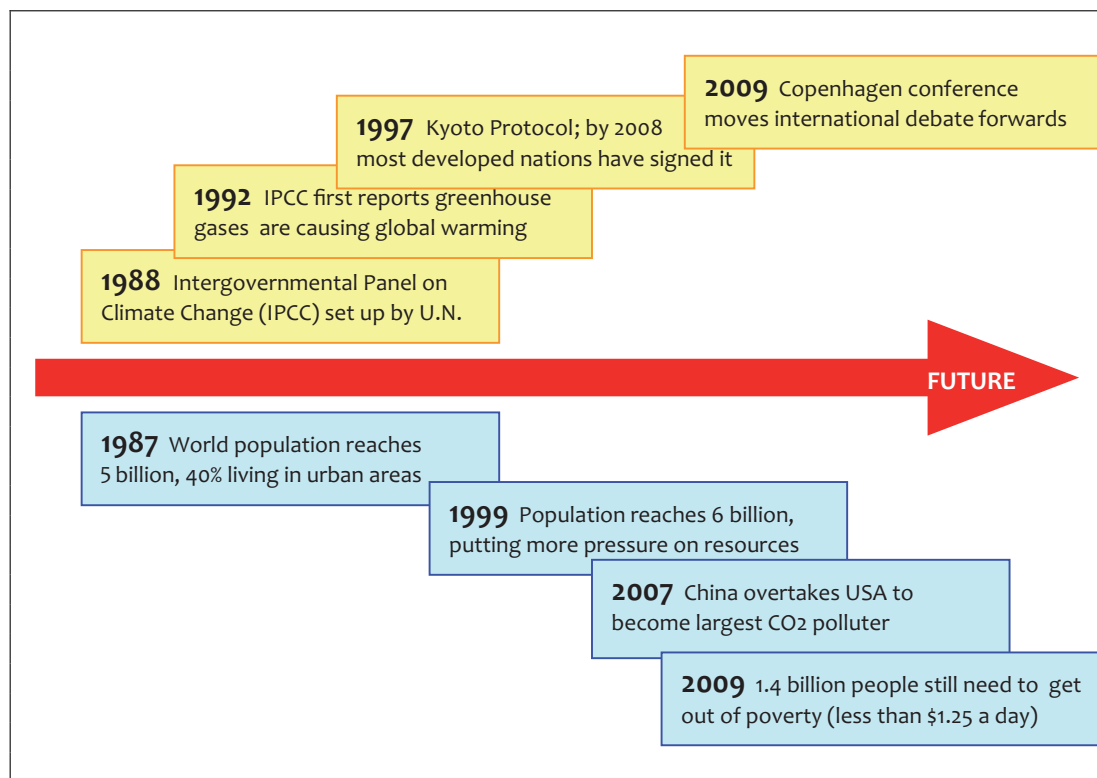 2009 Copenhagen conference
moves international debate forwards
1997 Kyoto Protocol; by 2008
most developed nations have signed it
1992 IPCC first reports greenhouse
gases are causing global warming
1988 Intergovernmental Panel on
Climate Change (IPCC) set up by U.N.
FUTURE
1987 World population reaches
5 billion, 40% living in urban areas
1999 Population reaches 6 billion,
putting more pressure on resources
2007 China overtakes USA to
become largest CO2 polluter
2009 1.4 billion people still need to get
out of poverty (less than $1.25 a day)